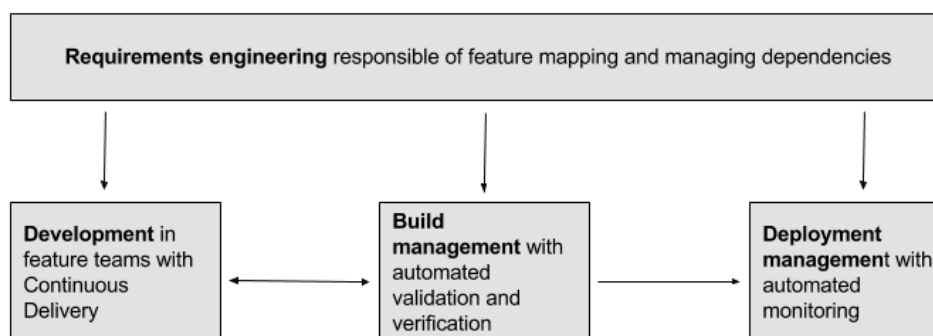 Requirements engineering responsible of feature mapping and managing dependencies
Development in
feature teams with
Continuous
Delivery
Build
management with
automated
validation and
verification
Deployment
management with
automated
monitoring